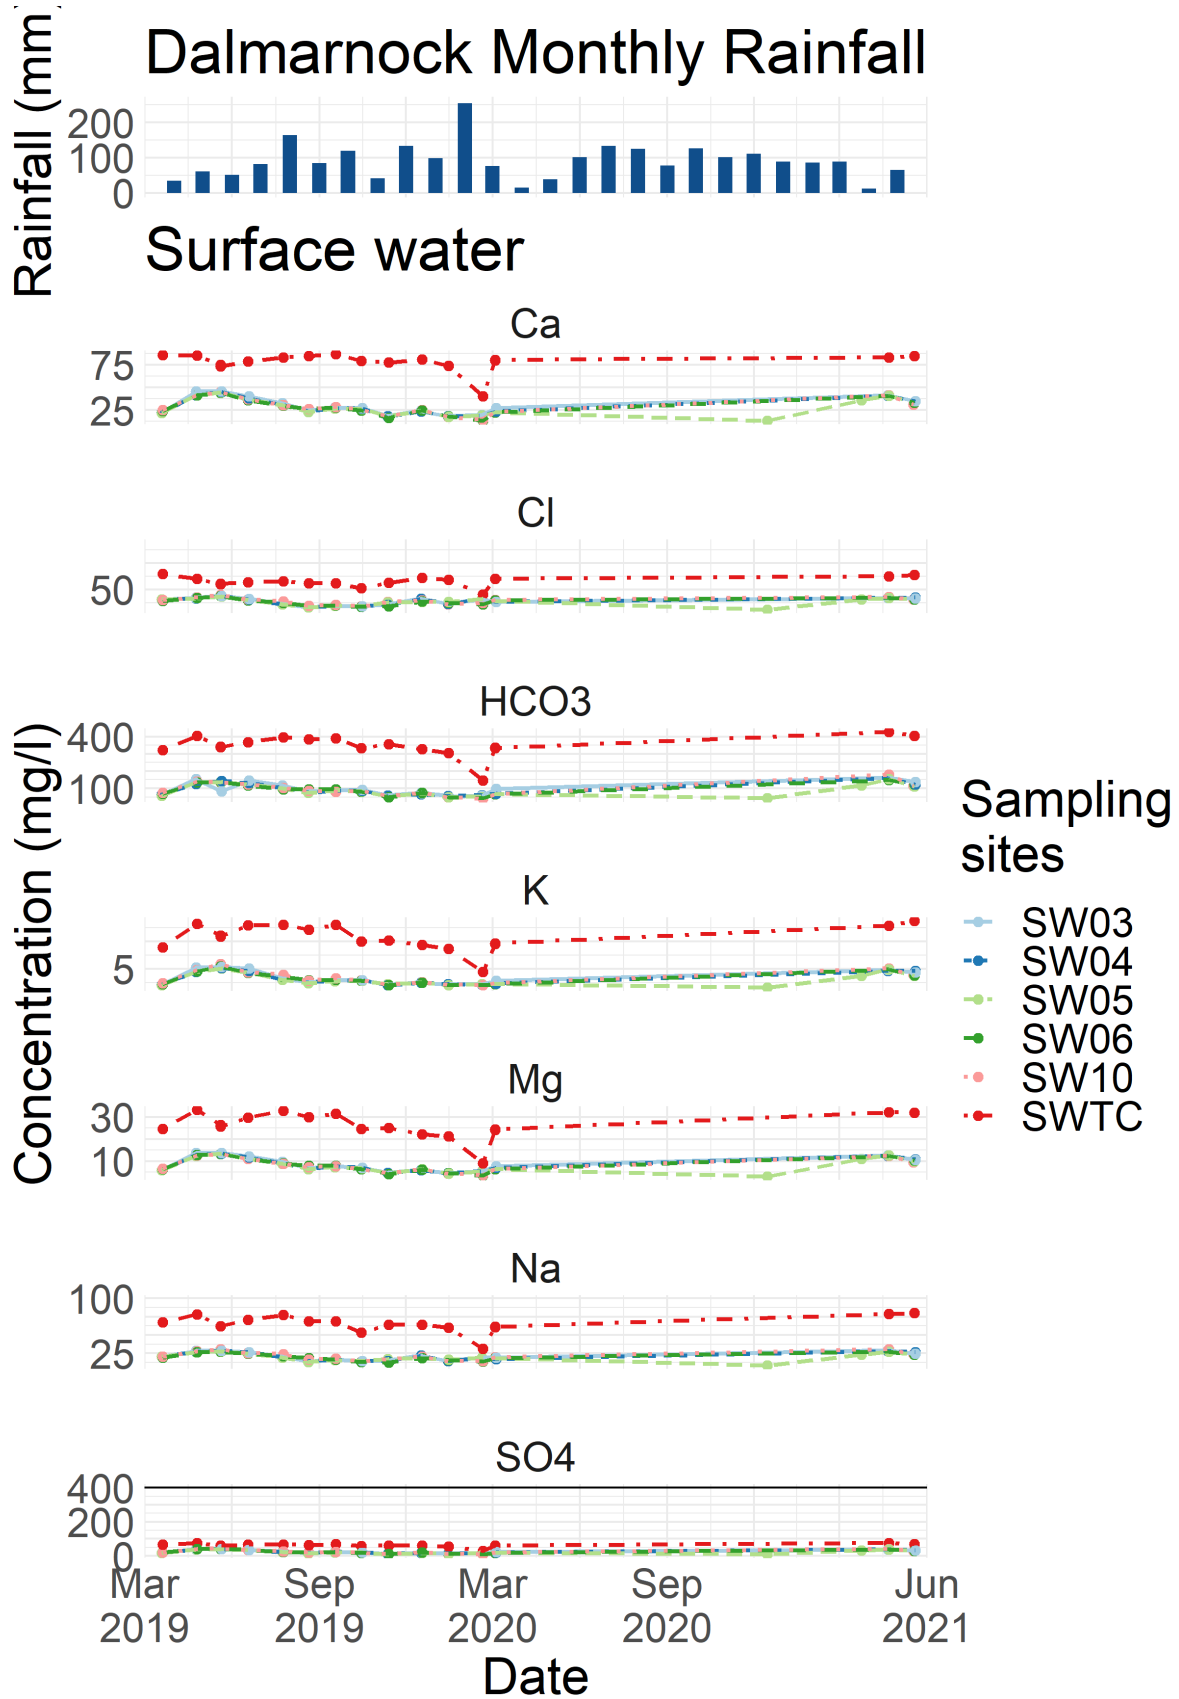 Dalmarnock Monthly Rainfall
Rainfall (mm)
200
100
0
Surface water
Ca
75
25
Cl
50
HCO3
400
100
K
5
Mg
30
10
Na
100
25
SO4
400
200
0
Concentration (mg/l)
Mar
2019
Sep
2019
Mar
2020
Sep
2020
Jun
2021
Date
Sampling
sites
SW03
SW04
SW05
SW06
SW10
SWTC